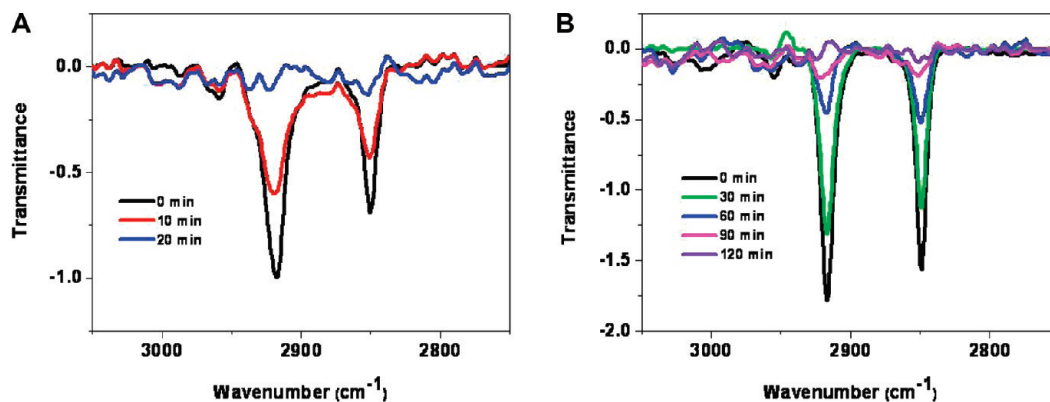 A
Transmittance
0.0
-0.5
-1.0
0 min
10 min
20 min
3000
2900
2800
Wavenumber (cm⁻¹)
B
Transmittance
0.0
-0.5
-1.0
-1.5
-2.0
0 min
30 min
60 min
90 min
120 min
3000
2900
2800
Wavenumber (cm⁻¹)